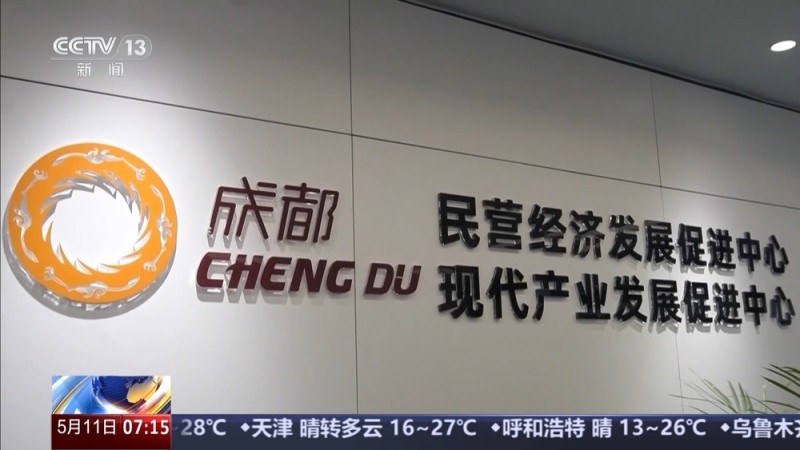 CCTV 13
新闻
成都
CHENG DU
民营经济发展促进中心
现代产业发展促进中心
5月11日 07:15
28℃ •天津 晴转多云 16~27℃ •呼和浩特 晴 13~26℃ •乌鲁木齐